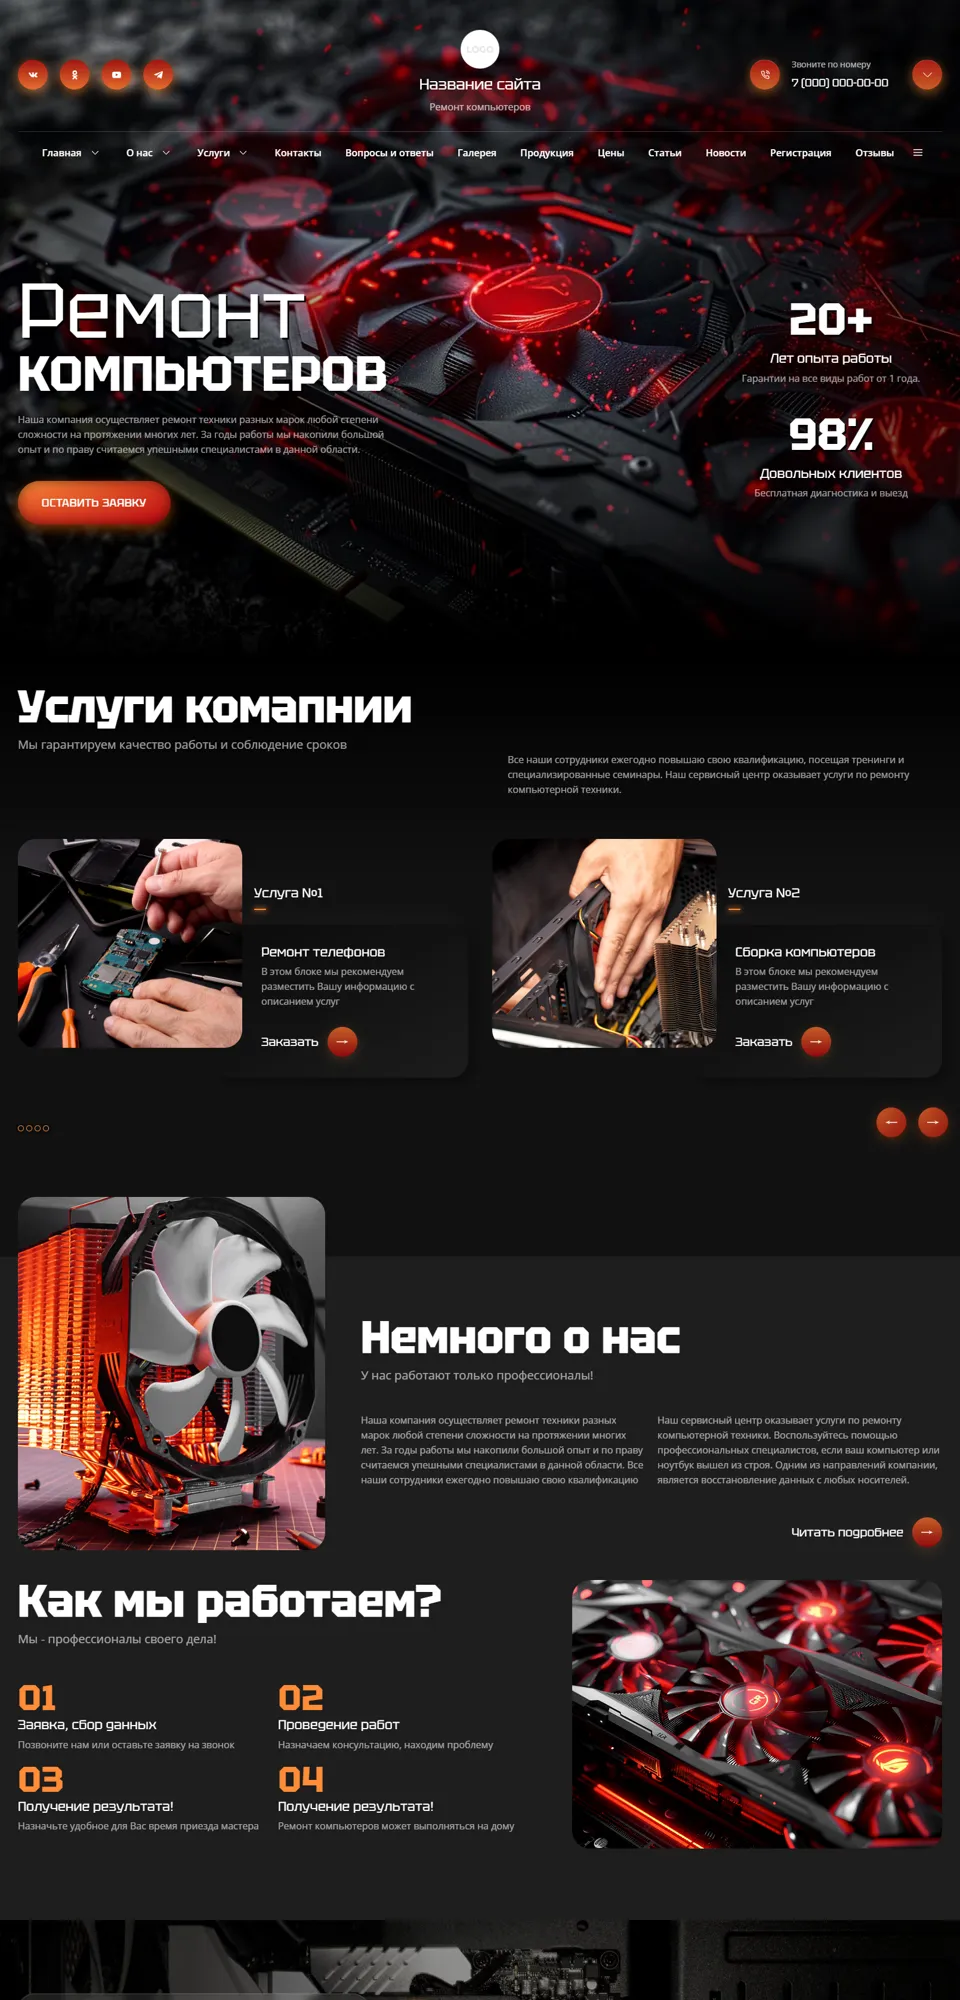 LOGO
Название сайта
Ремонт компьютеров
Звоните по номеру
7 (000) 000-00-00
Главная О нас Услуги Контакты Вопросы и ответы Галерея Продукция Цены Статьи Новости Регистрация Отзывы
Ремонт
КОМПЬЮТЕРОВ
Наша компания осуществляет ремонт техники разных марок любой степени
сложности на протяжении многих лет. За годы работы мы накопили большой
опыт и по праву считаемся упешными специалистами в данной области.
ОСТАВИТЬ ЗАЯВКУ
20+
Лет опыта работы
Гарантии на все виды работ от 1 года.
98%
Довольных клиентов
Бесплатная диагностика и выезд
Услуги комапнии
Мы гарантируем качество работы и соблюдение сроков
Все наши сотрудники ежегодно повышаю свою квалификацию, посещая тренинги и
специализированные семинары. Наш сервисный центр оказывает услуги по ремонту
компьютерной техники.
Услуга №1
Ремонт телефонов
В этом блоке мы рекомендуем
разместить Вашу информацию с
описанием услуг
Заказать
Услуга №2
Сборка компьютеров
В этом блоке мы рекомендуем
разместить Вашу информацию с
описанием услуг
Заказать
Немного о нас
У нас работают только профессионалы!
Наша компания осуществляет ремонт техники разных
марок любой степени сложности на протяжении многих
лет. За годы работы мы накопили большой опыт и по праву
считаемся упешными специалистами в данной области. Все
наши сотрудники ежегодно повышаю свою квалификацию
Наш сервисный центр оказывает услуги по ремонту
компьютерной техники. Воспользуйтесь помощью
профессиональных специалистов, если ваш компьютер или
ноутбук вышел из строя. Одним из направлений компании,
является восстановление данных с любых носителей.
Читать подробнее
Как мы работаем?
Мы - профессионалы своего дела!
01
Заявка, сбор данных
Позвоните нам или оставьте заявку на звонок
02
Проведение работ
Назначаем консультацию, находим проблему
03
Получение результата!
Назначьте удобное для Вас время приезда мастера
04
Получение результата!
Ремонт компьютеров может выполняться на дому